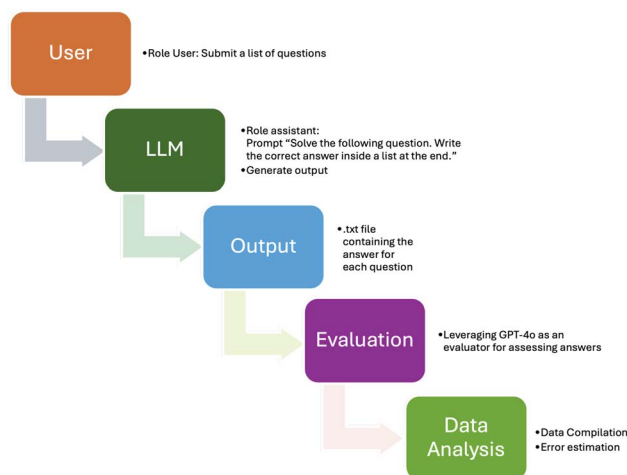 User
•Role User: Submit a list of questions
LLM
•Role assistant:
Prompt “Solve the following question. Write
the correct answer inside a list at the end.”
•Generate output
Output
•.txt file
containing the
answer for
each question
Evaluation
•Leveraging GPT-4o as an
evaluator for assessing answers
Data
Analysis
•Data Compilation
•Error estimation